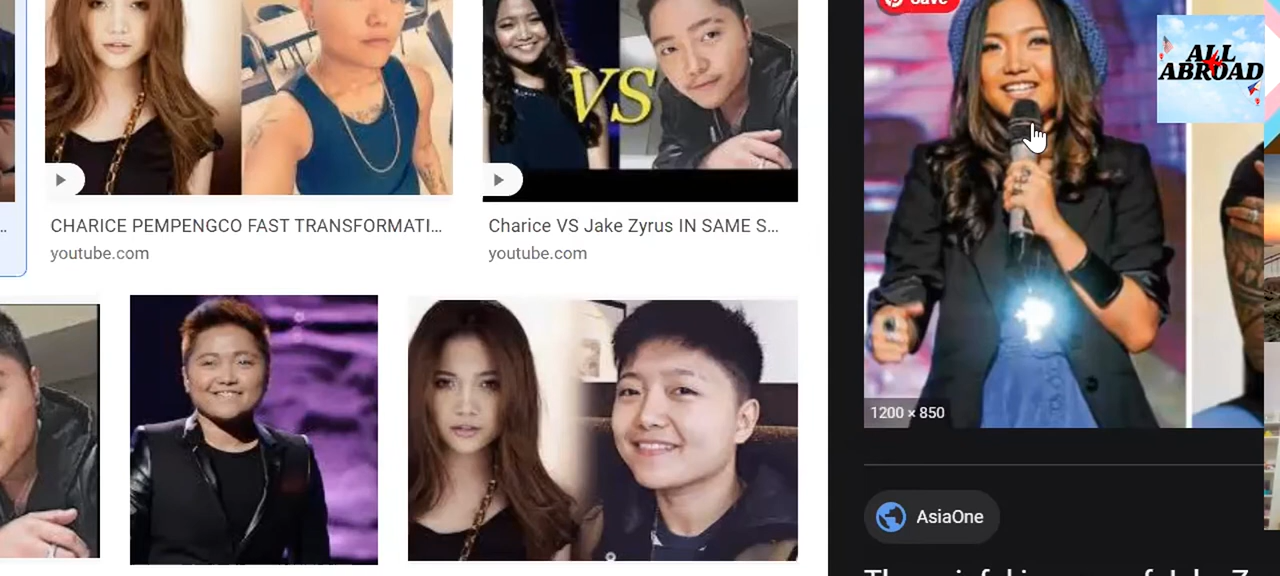 Save
ALL
ABROAD
VS
CHARICE PEMPENGCO FAST TRANSFORMATI...
youtube.com
Charice VS Jake Zyrus IN SAME S...
youtube.com
1200 × 850
AsiaOne